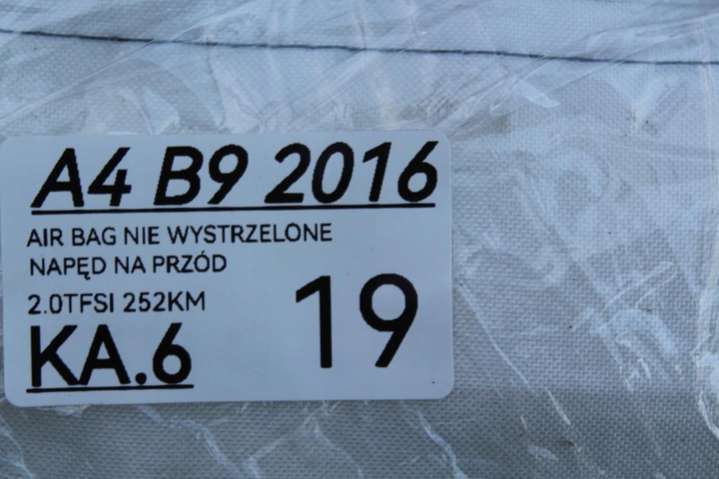 A4 B9 2016
AIR BAG NIE WYSTRZELONE
NAPĘD NA PRZÓD
2.0TFSI 252KM
KA.6
19